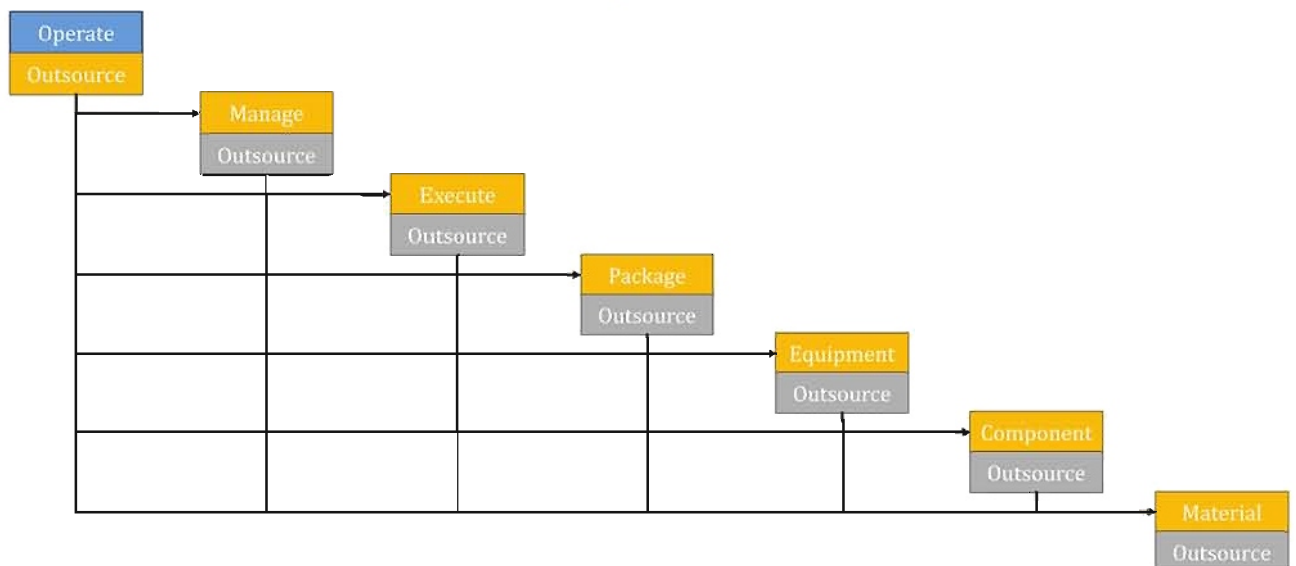 Operate
Outsource
Manage
Outsource
Execute
Outsource
Package
Outsource
Equipment
Outsource
Component
Outsource
Material
Outsource